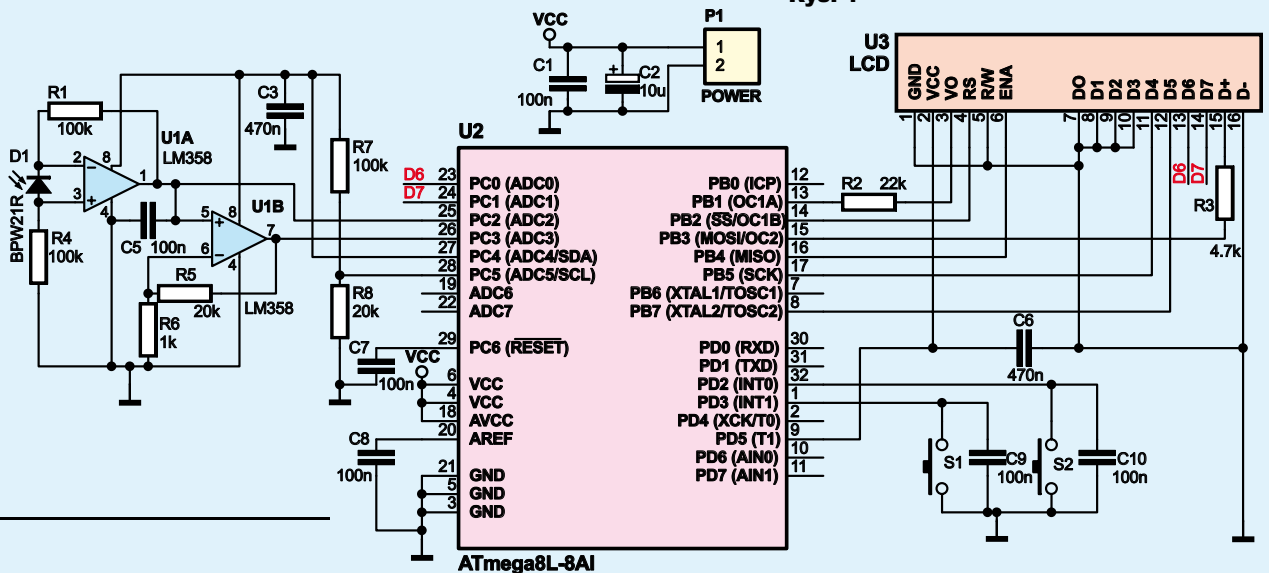 VCC
P1
1
2
POWER
C1
100n
+
C2
10u
U3
LCD
GND
VCC
VO
RS
R/W
ENA
DO
D1
D2
D3
D4
D5
D6
D7
D+
D-
1
2
3
4
5
6
7
8
9
10
11
12
13
14
15
16
D6
D7
R3
4.7k
R1
100k
C3
470n
U1A
LM358
D1
BPW21R
2
3
8
1
4
−
+
R4
100k
C5
100n
U1B
5
6
8
7
4
+
−
LM358
R5
20k
R6
1k
R7
100k
R8
20k
C7
100n
VCC
C8
100n
U2
D6
23
PC0 (ADC0)
D7
24
PC1 (ADC1)
25
PC2 (ADC2)
26
PC3 (ADC3)
27
PC4 (ADC4/SDA)
28
PC5 (ADC5/SCL)
19
ADC6
22
ADC7
29
PC6 (RESET)
6
VCC
4
VCC
18
AVCC
20
AREF
21
GND
5
GND
3
GND
PB0 (ICP)
12
PB1 (OC1A)
13
PB2 (SS/OC1B)
14
PB3 (MOSI/OC2)
15
PB4 (MISO)
16
PB5 (SCK)
17
PB6 (XTAL1/TOSC1)
7
PB7 (XTAL2/TOSC2)
8
PD0 (RXD)
30
PD1 (TXD)
31
PD2 (INT0)
32
PD3 (INT1)
1
PD4 (XCK/T0)
2
PD5 (T1)
9
PD6 (AIN0)
10
PD7 (AIN1)
11
ATmega8L-8AI
R2
22k
C6
470n
S1
C9
100n
S2
C10
100n